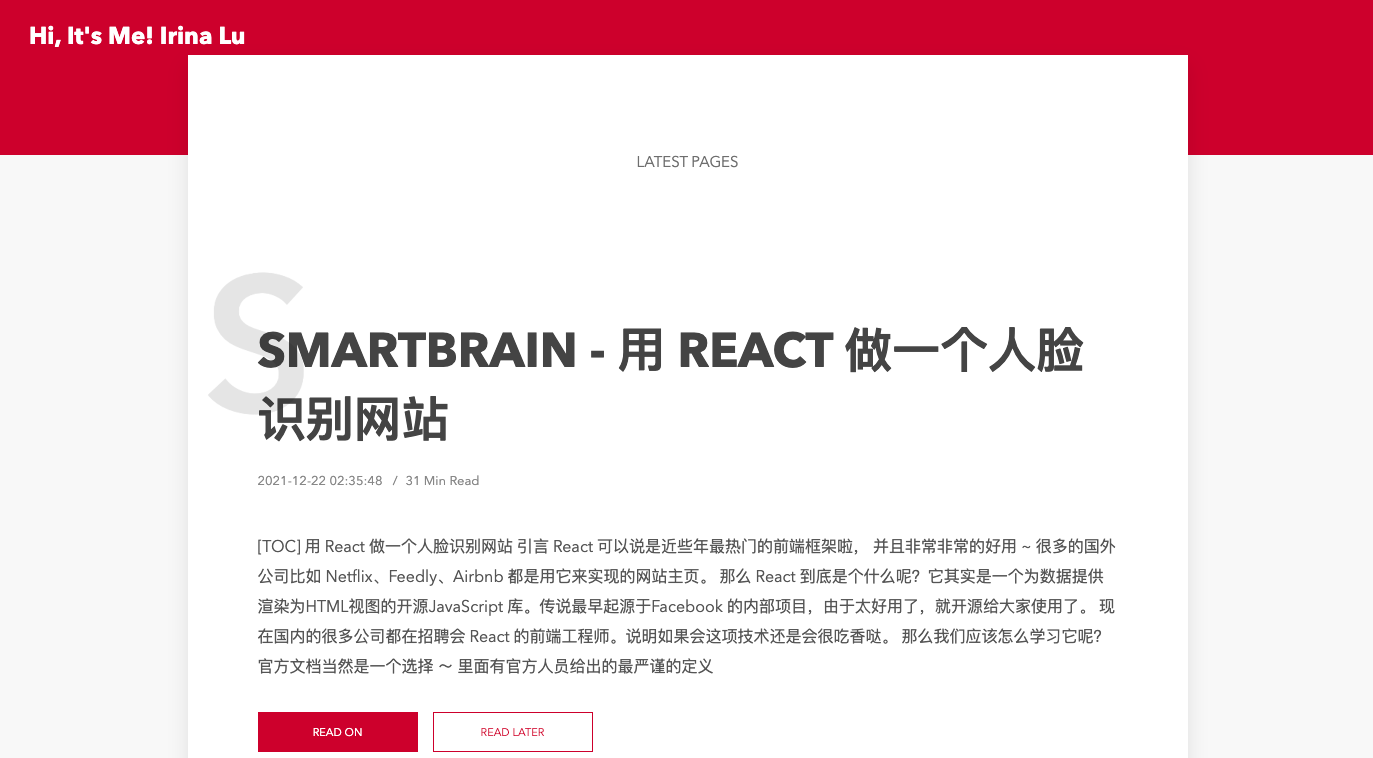 Hi, It's Me! Irina Lu
LATEST PAGES
S
SMARTBRAIN - 用 REACT 做一个人脸
识别网站
2021-12-22 02:35:48 / 31 Min Read
[TOC] 用 React 做一个人脸识别网站 引言 React 可以说是近些年最热门的前端框架啦， 并且非常非常的好用 ~ 很多的国外
公司比如 Netflix、Feedly、Airbnb 都是用它来实现的网站主页。 那么 React 到底是个什么呢？它其实是一个为数据提供
渲染为HTML视图的开源JavaScript 库。传说最早起源于Facebook 的内部项目，由于太好用了，就开源给大家使用了。 现
在国内的很多公司都在招聘会 React 的前端工程师。说明如果会这项技术还是会很吃香哒。 那么我们应该怎么学习它呢？
官方文档当然是一个选择 ～ 里面有官方人员给出的最严谨的定义
READ ON READ LATER